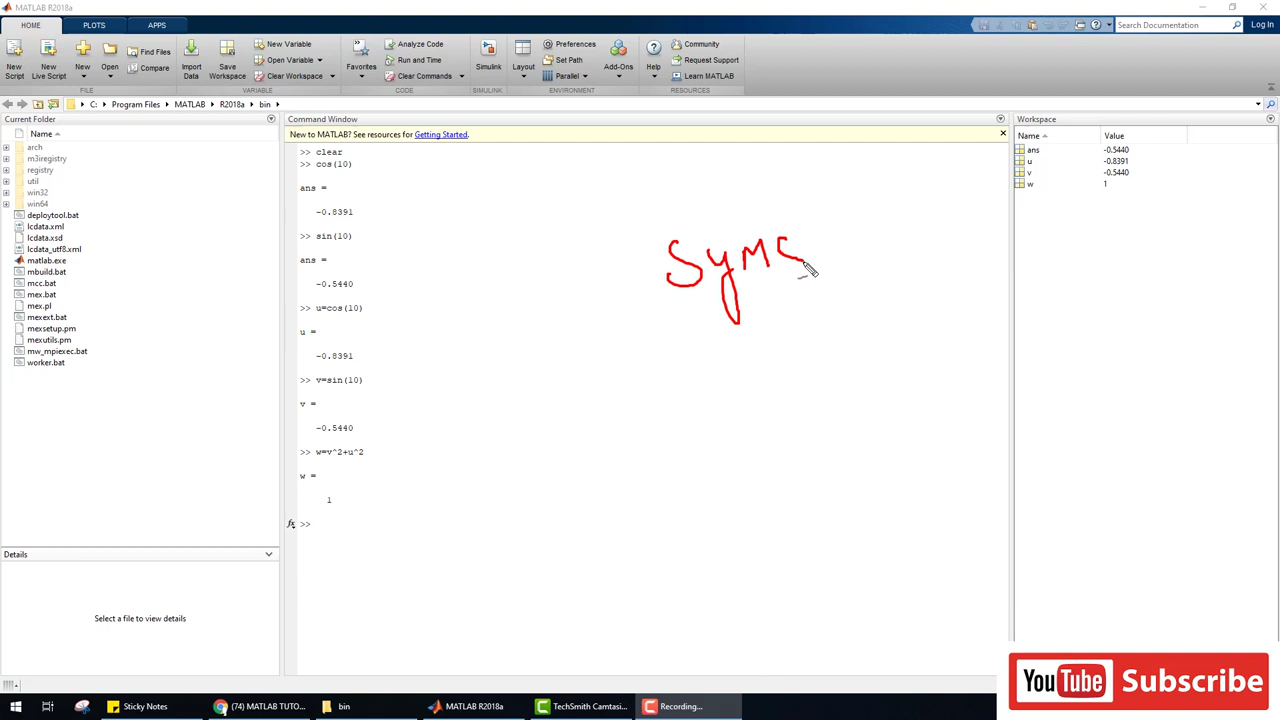 MATLAB R2018a
HOME PLOTS APPS Search Documentation Log In
New Script New Live Script New Open Find Files Compare Import Data Save Workspace New Variable Open Variable Clear Workspace Favorites Analyze Code Run and Time Clear Commands Simulink Layout Preferences Set Path Parallel Add-Ons Help Community Request Support Learn MATLAB
FILE VARIABLE CODE SIMULINK ENVIRONMENT RESOURCES
C: Program Files MATLAB R2018a bin
Current Folder
Name
arch
m3iregistry
registry
util
win32
win64
deploytool.bat
lcdata.xml
lcdata.xsd
lcdata_utf8.xml
matlab.exe
mbuild.bat
mcc.bat
mex.bat
mex.pl
mexext.bat
mexsetup.pm
mexutils.pm
mw_mpiexec.bat
worker.bat
Details
Select a file to view details
Command Window
New to MATLAB? See resources for Getting Started.
>> clear
>> cos(10)
ans =
-0.8391
>> sin(10)
ans =
-0.5440
>> u=cos(10)
u =
-0.8391
>> v=sin(10)
v =
-0.5440
>> w=v^2+u^2
w =
1
fx >>
Syms
Workspace
Name Value
ans -0.5440
u -0.8391
v -0.5440
w 1
YouTube Subscribe
Sticky Notes (74) MATLAB TUTO... bin MATLAB R2018a TechSmith Camtasi... Recording...